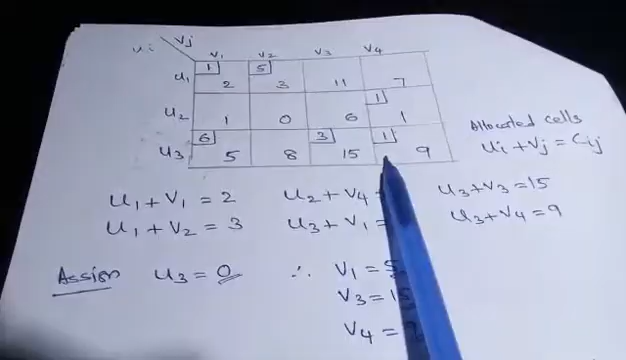 ui Vj V1 V2 V3 V4
u1 1 2 5 3 11 7
u2 1 0 6 1 1
u3 6 5 8 3 15 1 9
Allocated cells
ui + Vj = Cij
u1 + V1 = 2 u2 + V4 u3 + V3 = 15
u1 + V2 = 3 u3 + V1 = u3 + V4 = 9
Assign u3 = 0 ∴ V1 = 5
V3 = 15
V4 =